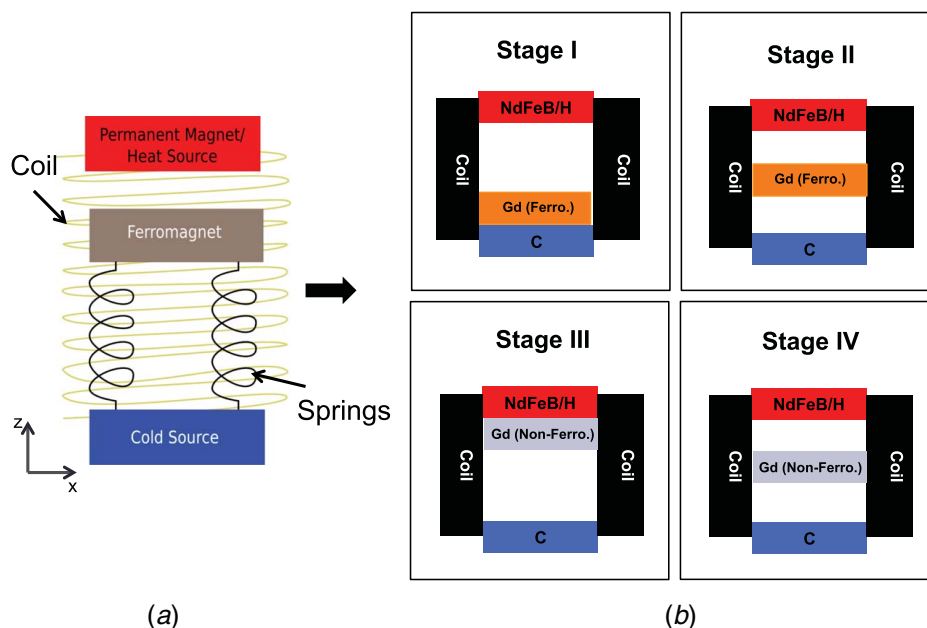 Coil
Permanent Magnet/
Heat Source
Ferromagnet
Springs
Cold Source
z
x
(a)
Stage I
NdFeB/H
Coil
Coil
Gd (Ferro.)
C
Stage II
NdFeB/H
Coil
Coil
Gd (Ferro.)
C
Stage III
NdFeB/H
Gd (Non-Ferro.)
Coil
Coil
C
Stage IV
NdFeB/H
Coil
Coil
Gd (Non-Ferro.)
C
(b)